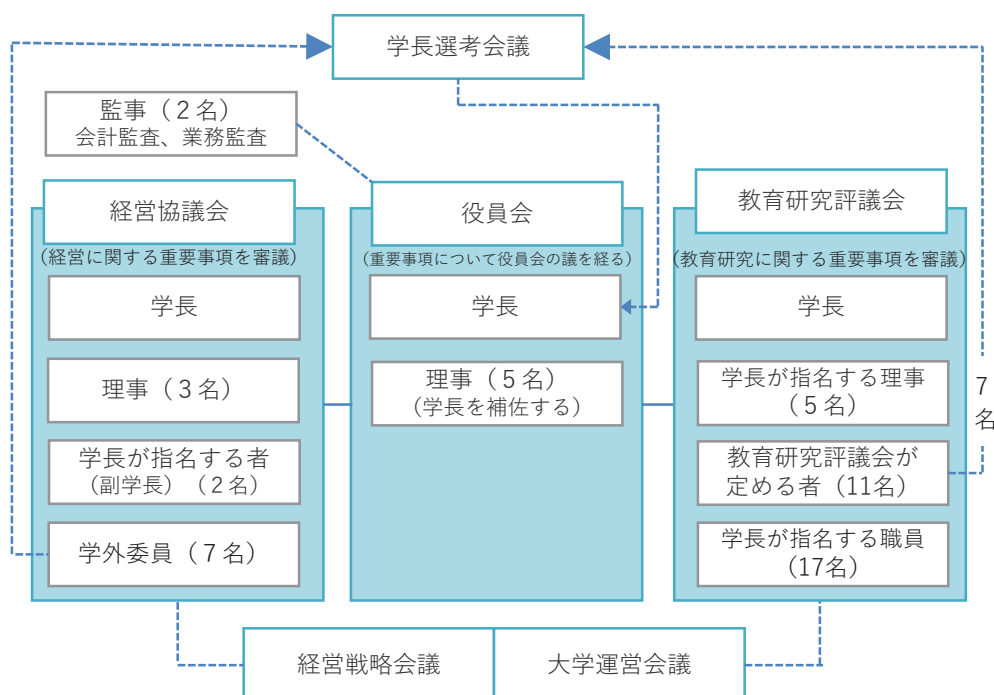 学長選考会議
監事（２名）
会計監査、業務監査
経営協議会
(経営に関する重要事項を審議)
学長
理事（３名）
学長が指名する者
(副学長)（２名）
学外委員（７名）
役員会
(重要事項について役員会の議を経る)
学長
理事（５名）
(学長を補佐する)
教育研究評議会
(教育研究に関する重要事項を審議)
学長
学長が指名する理事
（５名）
教育研究評議会が
定める者（11名）
学長が指名する職員
（17名）
7
名
経営戦略会議
大学運営会議